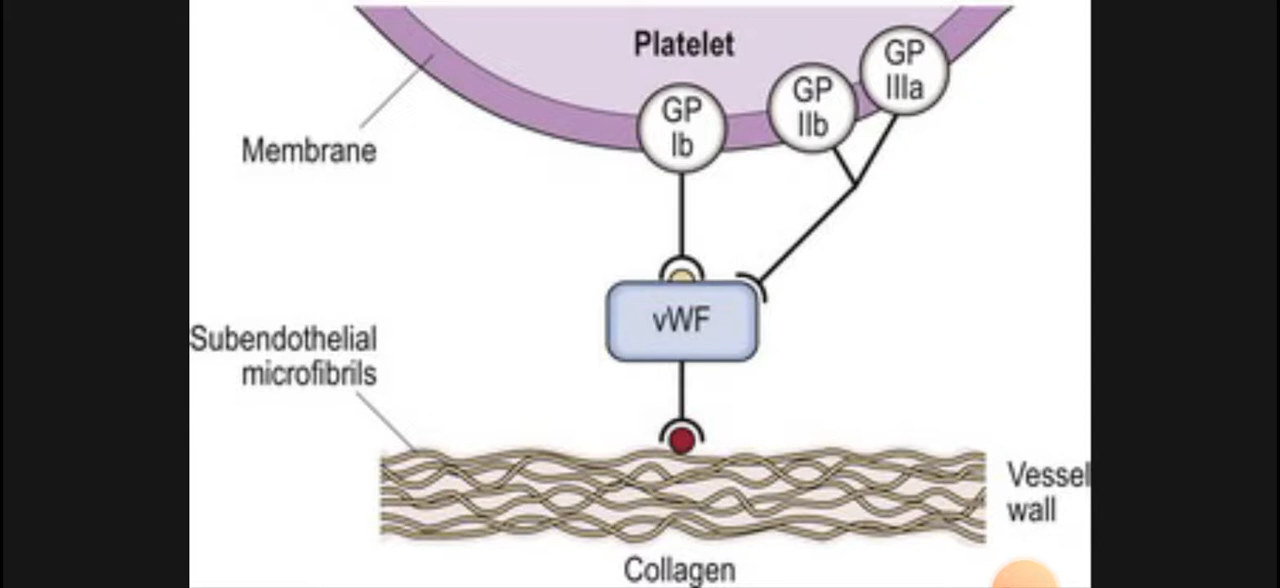 Platelet
GP
Ib
GP
IIb
GP
IIIa
Membrane
vWF
Subendothelial
microfibrils
Vessel
wall
Collagen